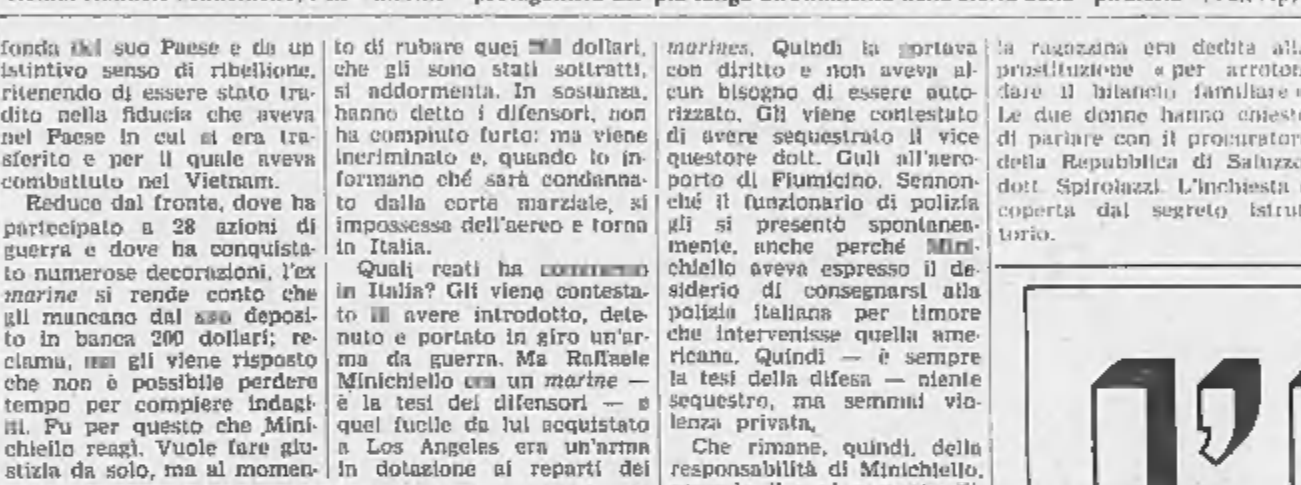 fonda del suo Paese e da un
istintivo senso di ribellione,
ritenendo di essere stato tra-
dito nella fiducia che aveva
nel Paese in cui si era tra-
sferito e per il quale aveva
combattuto nel Vietnam.
Reduce dal fronte, dove ha
partecipato a 28 azioni di
guerra e dove ha conquista-
to numerose decorazioni, l'ex
marine si rende conto che
gli mancano dal suo deposi-
to in banca 200 dollari; re-
clama, ma gli viene risposto
che non è possibile perdere
tempo per compiere indagi-
ni. Fu per questo che Mini-
chiello reagì. Vuole fare giu-
stizia da solo, ma al momen-
to di rubare quei dollari,
che gli sono stati sottratti,
si addormenta. In sostanza,
hanno detto i difensori, non
ha compiuto furto: ma viene
incriminato e, quando lo in-
formano ché sarà condanna-
to dalla corte marziale, si
impossessa dell'aereo e torna
in Italia.
Quali reati ha commesso
in Italia? Gli viene contesta-
to di avere introdotto, dete-
nuto e portato in giro un'ar-
ma da guerra. Ma Raffaele
Minichiello era un marine —
è la tesi dei difensori — e
quel fucile da lui acquistato
a Los Angeles era un'arma
in dotazione ai reparti dei
marines. Quindi la portava
con diritto e non aveva al-
cun bisogno di essere auto-
rizzato. Gli viene contestato
di avere sequestrato il vice
questore dott. Guli all'aero-
porto di Fiumicino. Sennon-
ché il funzionario di polizia
gli si presentò spontanea-
mente, anche perché Mini-
chiello aveva espresso il de-
siderio di consegnarsi alla
polizia italiana per timore
che intervenisse quella ame-
ricana. Quindi — è sempre
la tesi della difesa — niente
sequestro, ma semmai vio-
lenza privata.
Che rimane, quindi, della
responsabilità di Minichiello,
la ragazzina era dedita all
prostituzione « per arroton
dare il bilancio familiare
Le due donne hanno chiesto
di parlare con il procurator
della Repubblica di Saluzzo
dott. Spirolazzi. L'inchiesta
coperta dal segreto istrut
torio.